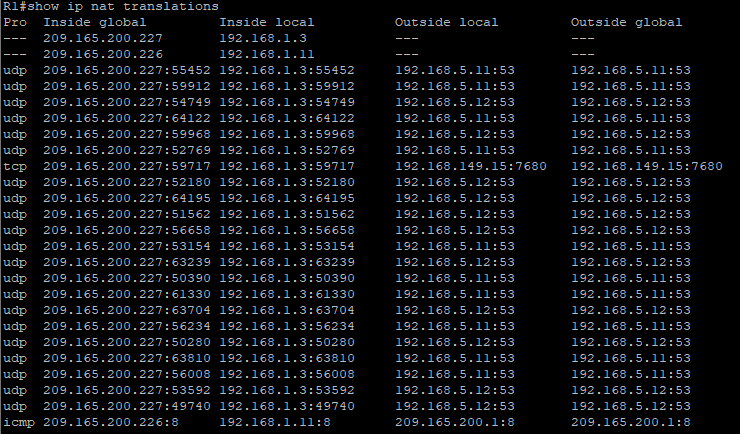 R1#show ip nat translations
Pro  Inside global         Inside local          Outside local         Outside global
---  209.165.200.227       192.168.1.3           ---                   ---
---  209.165.200.226       192.168.1.11          ---                   ---
udp  209.165.200.227:55452 192.168.1.3:55452     192.168.5.11:53       192.168.5.11:53
udp  209.165.200.227:59912 192.168.1.3:59912     192.168.5.11:53       192.168.5.11:53
udp  209.165.200.227:54749 192.168.1.3:54749     192.168.5.12:53       192.168.5.12:53
udp  209.165.200.227:64122 192.168.1.3:64122     192.168.5.11:53       192.168.5.11:53
udp  209.165.200.227:59968 192.168.1.3:59968     192.168.5.12:53       192.168.5.12:53
udp  209.165.200.227:52769 192.168.1.3:52769     192.168.5.11:53       192.168.5.11:53
tcp  209.165.200.227:59717 192.168.1.3:59717     192.168.149.15:7680   192.168.149.15:7680
udp  209.165.200.227:52180 192.168.1.3:52180     192.168.5.12:53       192.168.5.12:53
udp  209.165.200.227:64195 192.168.1.3:64195     192.168.5.12:53       192.168.5.12:53
udp  209.165.200.227:51562 192.168.1.3:51562     192.168.5.12:53       192.168.5.12:53
udp  209.165.200.227:56658 192.168.1.3:56658     192.168.5.12:53       192.168.5.12:53
udp  209.165.200.227:53154 192.168.1.3:53154     192.168.5.11:53       192.168.5.11:53
udp  209.165.200.227:63239 192.168.1.3:63239     192.168.5.12:53       192.168.5.12:53
udp  209.165.200.227:50390 192.168.1.3:50390     192.168.5.11:53       192.168.5.11:53
udp  209.165.200.227:61330 192.168.1.3:61330     192.168.5.11:53       192.168.5.11:53
udp  209.165.200.227:63704 192.168.1.3:63704     192.168.5.12:53       192.168.5.12:53
udp  209.165.200.227:56234 192.168.1.3:56234     192.168.5.11:53       192.168.5.11:53
udp  209.165.200.227:50280 192.168.1.3:50280     192.168.5.12:53       192.168.5.12:53
udp  209.165.200.227:63810 192.168.1.3:63810     192.168.5.11:53       192.168.5.11:53
udp  209.165.200.227:56008 192.168.1.3:56008     192.168.5.11:53       192.168.5.11:53
udp  209.165.200.227:53592 192.168.1.3:53592     192.168.5.12:53       192.168.5.12:53
udp  209.165.200.227:49740 192.168.1.3:49740     192.168.5.12:53       192.168.5.12:53
icmp 209.165.200.226:8     192.168.1.11:8        209.165.200.1:8       209.165.200.1:8